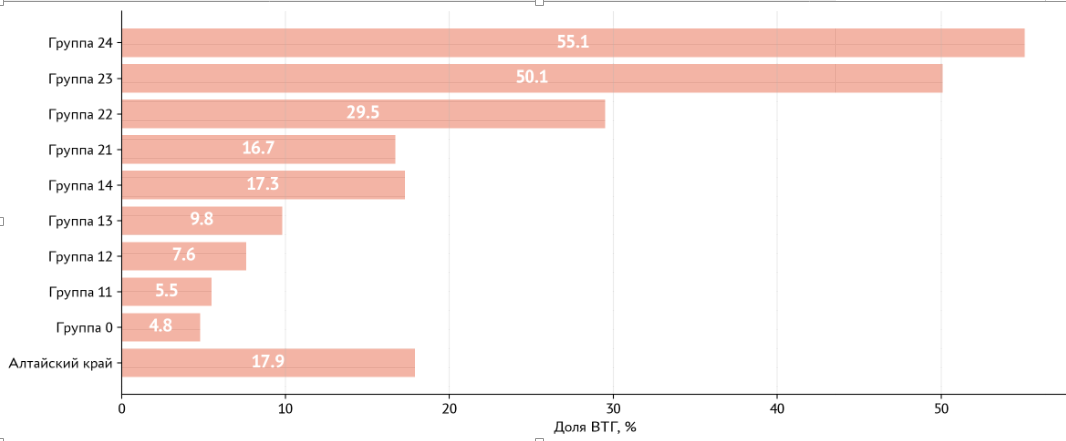 Группа 24 55.1
Группа 23 50.1
Группа 22 29.5
Группа 21 16.7
Группа 14 17.3
Группа 13 9.8
Группа 12 7.6
Группа 11 5.5
Группа 0 4.8
Алтайский край 17.9
0 10 20 30 40 50
Доля ВТГ, %